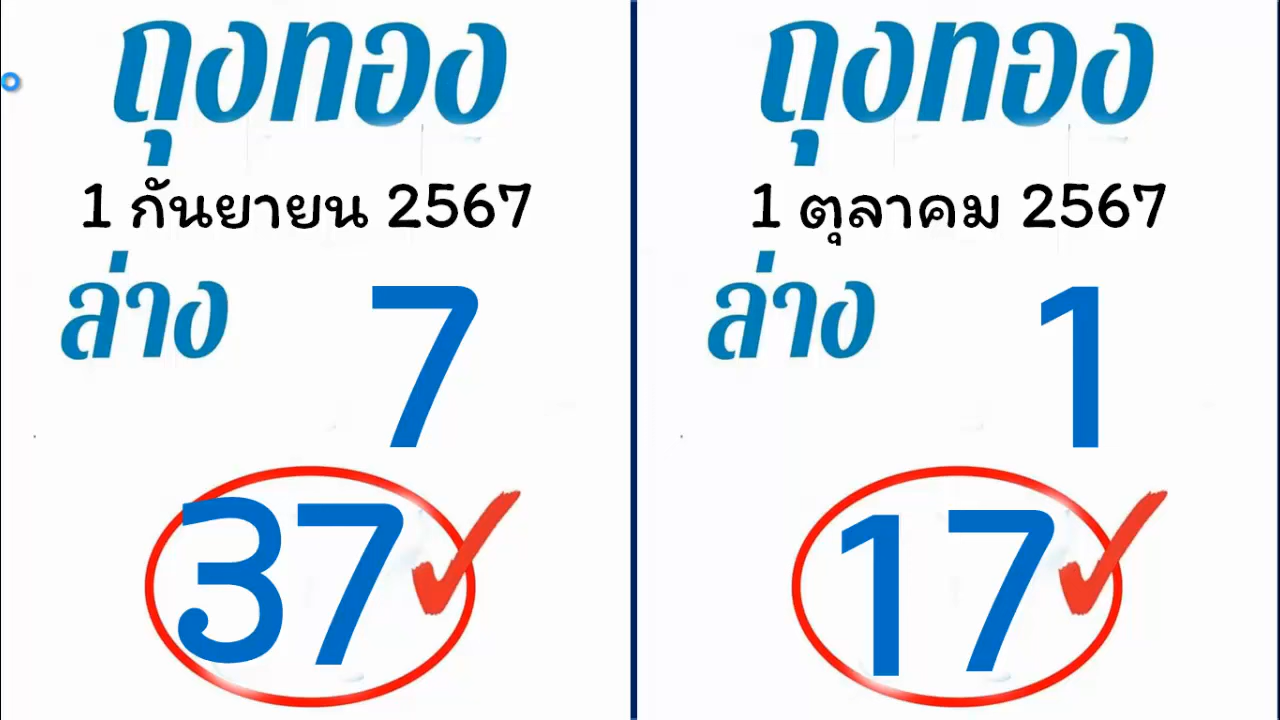 ถุงทอง
1 กันยายน 2567
ล่าง
7
37
ถุงทอง
1 ตุลาคม 2567
ล่าง
1
17